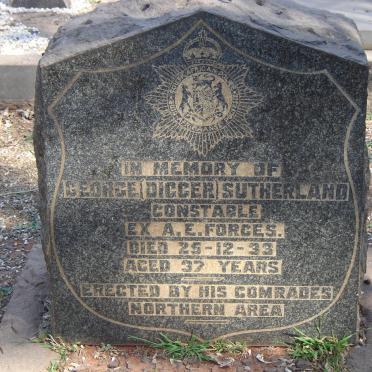 IN MEMORY OF
GEORGE (DIGGER) SUTHERLAND
CONSTABLE
EX A.E. FORCES.
DIED 25-12-33
AGED 37 YEARS
ERECTED BY HIS COMRADES
NORTHERN AREA